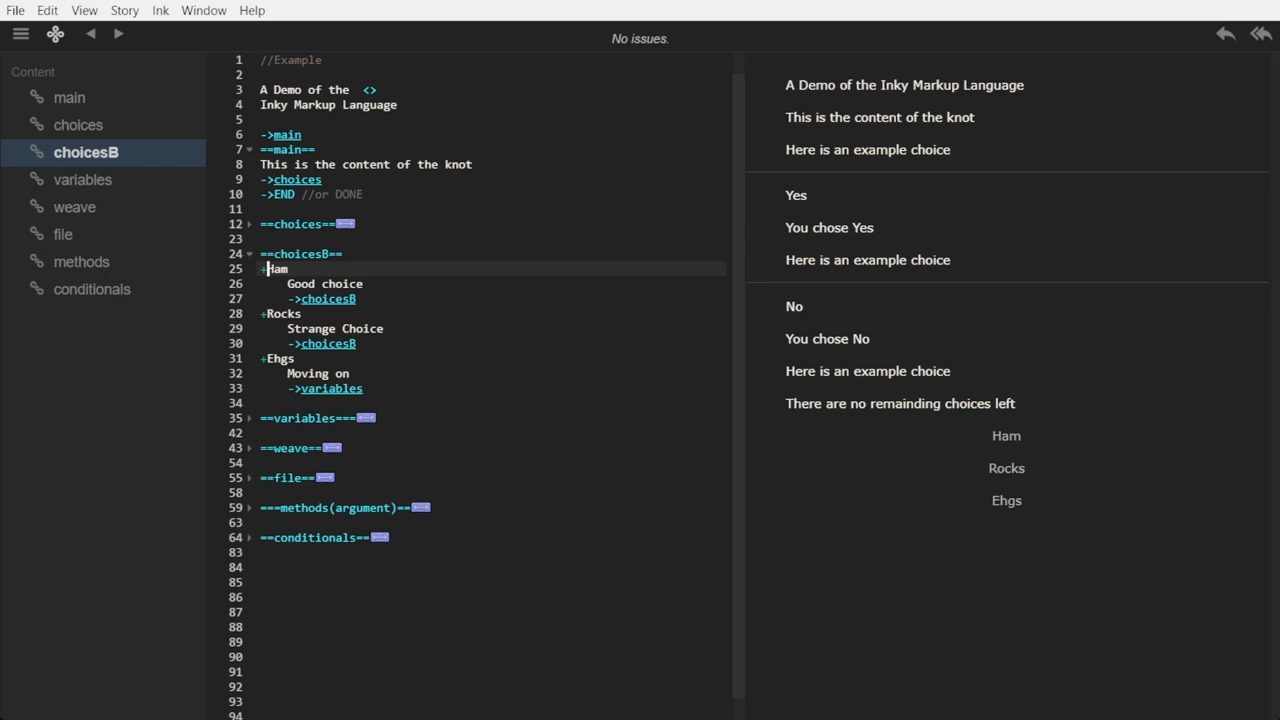 File Edit View Story Ink Window Help
No issues.
Content
main
choices
choicesB
variables
weave
file
methods
conditionals
1 //Example
2
3 A Demo of the <>
4 Inky Markup Language
5
6 ->main
7 ==main==
8 This is the content of the knot
9 ->choices
10 ->END //or DONE
11
12 ==choices==
23
24 ==choicesB==
25 +Ham
26 Good choice
27 ->choicesB
28 +Rocks
29 Strange Choice
30 ->choicesB
31 +Ehgs
32 Moving on
33 ->variables
34
35 ==variables===
42
43 ==weave==
54
55 ==file==
58
59 ===methods(argument)==
63
64 ==conditionals==
83
84
85
86
87
88
89
90
91
92
93
94
A Demo of the Inky Markup Language
This is the content of the knot
Here is an example choice
Yes
You chose Yes
Here is an example choice
No
You chose No
Here is an example choice
There are no remainding choices left
Ham
Rocks
Ehgs